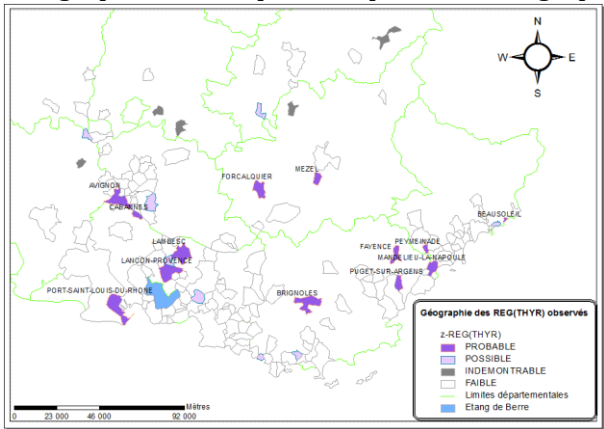 N
W E
S
FORCALQUIER
MEZEL
AVIGNON
CABANNES
BEAUSOLEIL
LAMBESC
FAYENCE
PEYMEINADE
LANCON-PROVENCE
MANDELIEU-LA-NAPOULE
PUGET-SUR-ARGENS
PORT-SAINT-LOUIS-DU-RHONE
BRIGNOLES
Géographie des REG(THYR) observés
z-REG(THYR)
PROBABLE
POSSIBLE
INDEMONTRABLE
FAIBLE
Limites départementales
Etang de Berre
Mètres
0 23 000 46 000 92 000